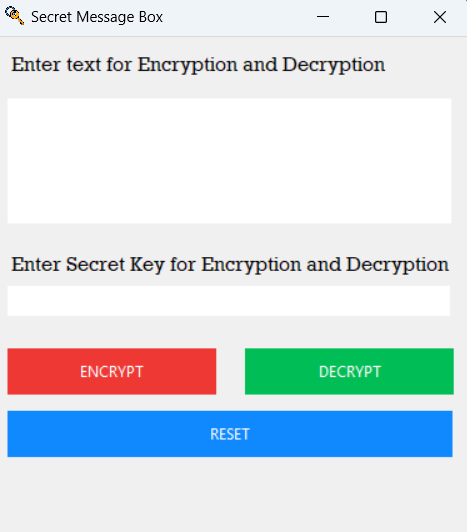 Secret Message Box
Enter text for Encryption and Decryption
Enter Secret Key for Encryption and Decryption
ENCRYPT
DECRYPT
RESET